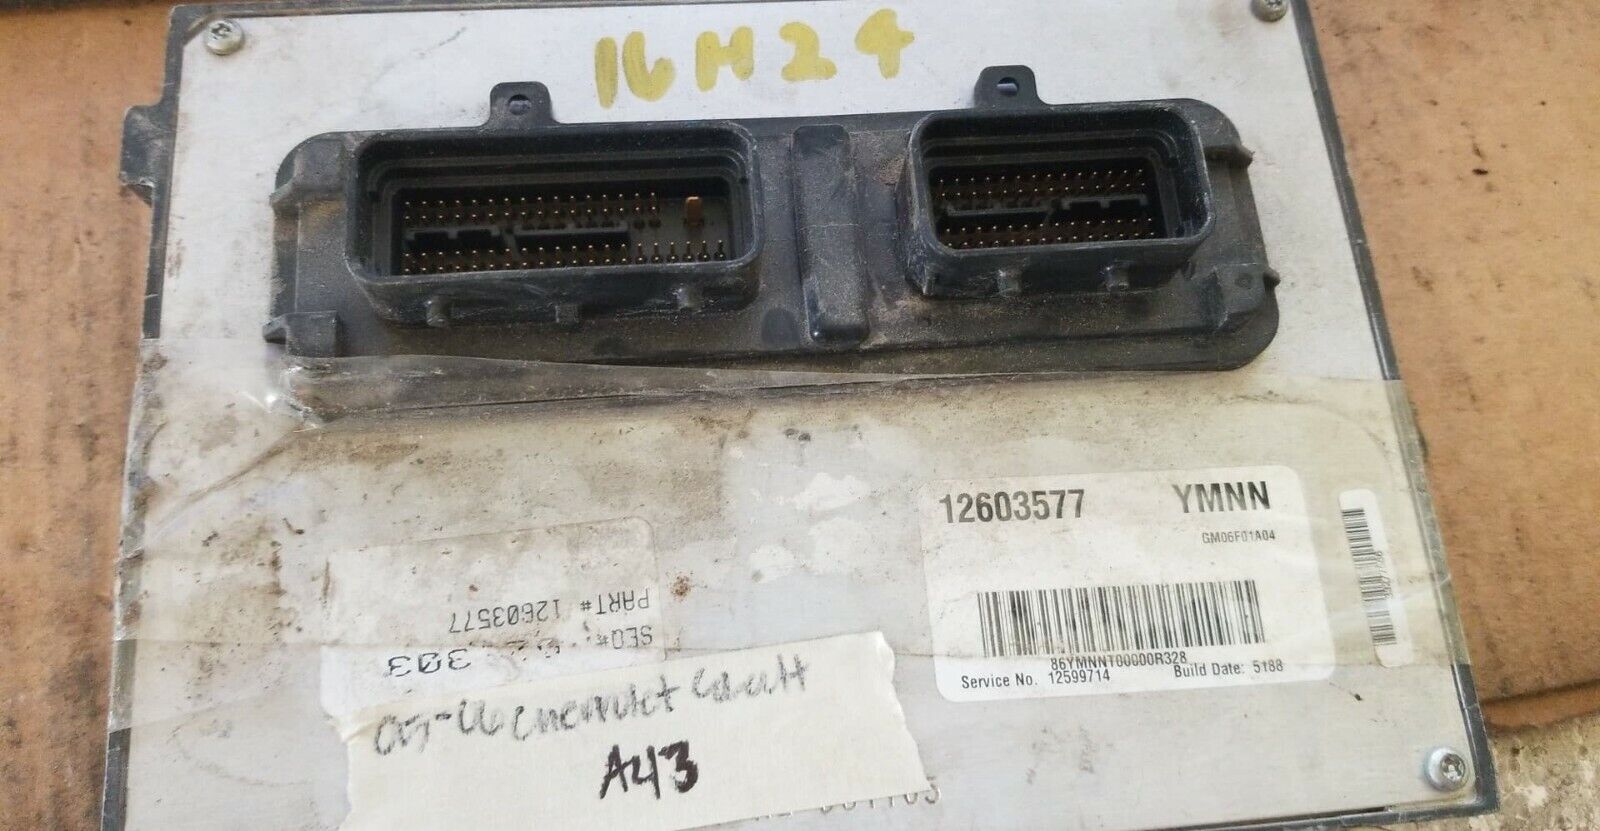 16H24
12603577 YMNN
GM06F01A04
86YMNNT00000R328
Service No. 12599714 Build Date: 5188
PART# 12603577
SEQ# 303
05-06 Chevrolet Cobalt
A43